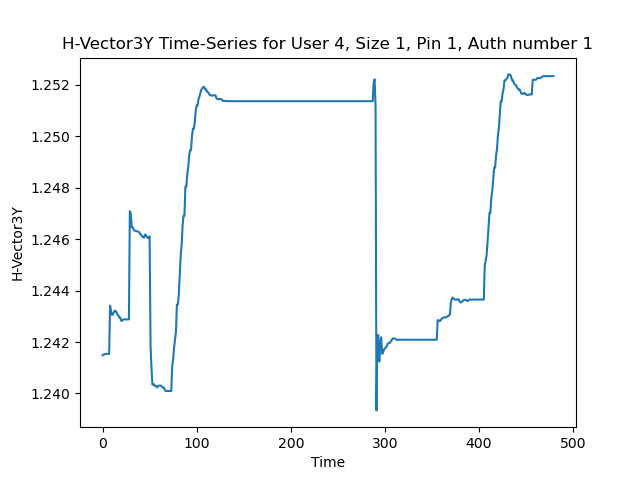 H-Vector3Y Time-Series for User 4, Size 1, Pin 1, Auth number 1
1.252
1.250
1.248
1.246
1.244
1.242
1.240
H-Vector3Y
0 100 200 300 400 500
Time